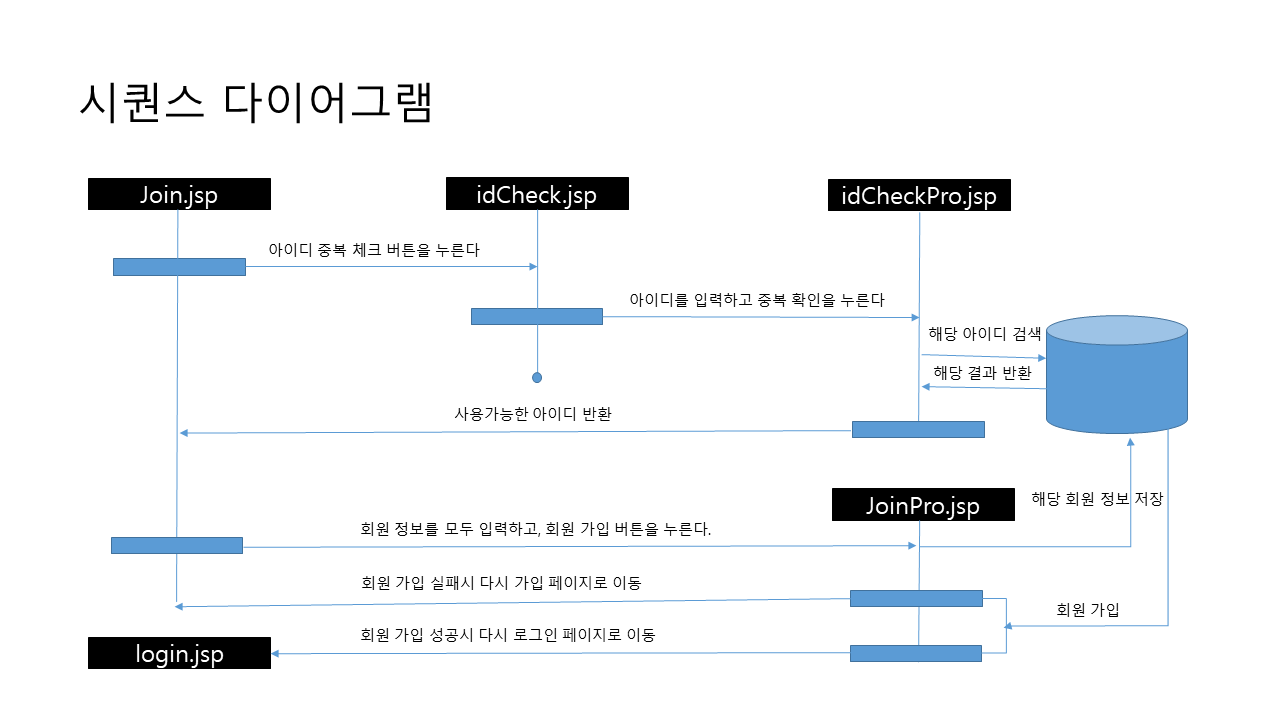 시퀀스 다이어그램
Join.jsp
idCheck.jsp
idCheckPro.jsp
아이디 중복 체크 버튼을 누른다
아이디를 입력하고 중복 확인을 누른다
해당 아이디 검색
해당 결과 반환
사용가능한 아이디 반환
JoinPro.jsp
해당 회원 정보 저장
회원 정보를 모두 입력하고, 회원 가입 버튼을 누른다.
회원 가입 실패시 다시 가입 페이지로 이동
회원 가입
회원 가입 성공시 다시 로그인 페이지로 이동
login.jsp